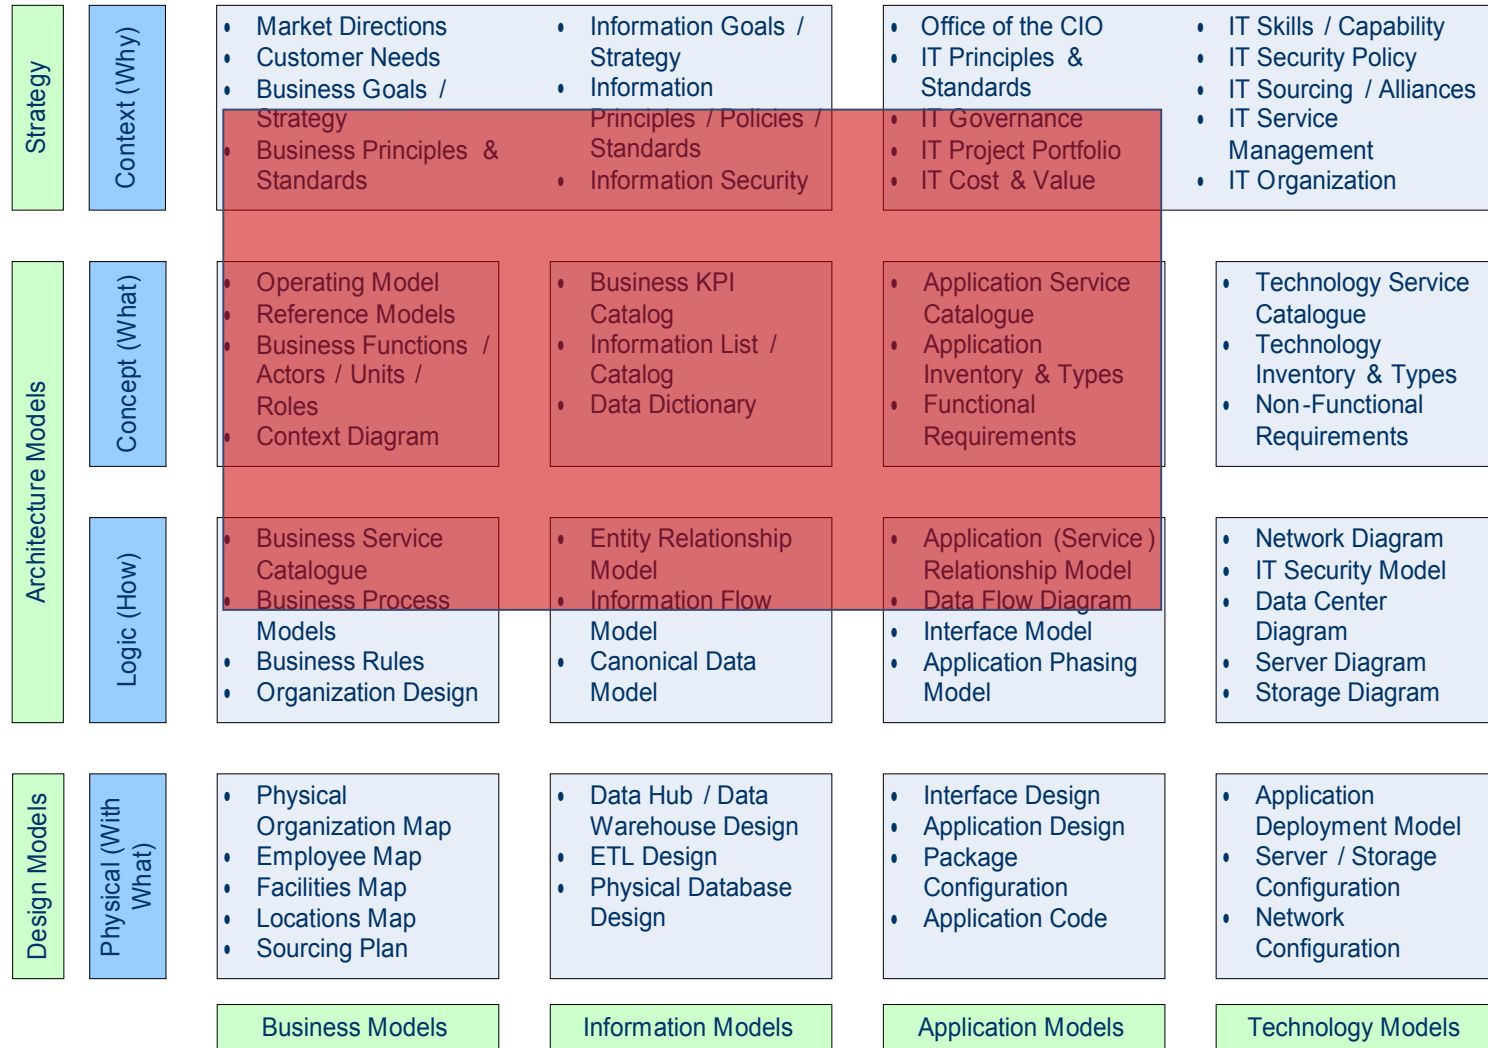 Strategy
Context (Why)
• Market Directions
• Customer Needs
• Business Goals /
Strategy
• Business Principles &
Standards
• Information Goals /
Strategy
• Information
Principles / Policies /
Standards
• Information Security
• Office of the CIO
• IT Principles &
Standards
• IT Governance
• IT Project Portfolio
• IT Cost & Value
• IT Skills / Capability
• IT Security Policy
• IT Sourcing / Alliances
• IT Service
Management
• IT Organization
Architecture Models
Concept (What)
• Operating Model
• Reference Models
• Business Functions /
Actors / Units /
Roles
• Context Diagram
• Business KPI
Catalog
• Information List /
Catalog
• Data Dictionary
• Application Service
Catalogue
• Application
Inventory & Types
• Functional
Requirements
• Technology Service
Catalogue
• Technology
Inventory & Types
• Non-Functional
Requirements
Logic (How)
• Business Service
Catalogue
• Business Process
Models
• Business Rules
• Organization Design
• Entity Relationship
Model
• Information Flow
Model
• Canonical Data
Model
• Application (Service)
Relationship Model
• Data Flow Diagram
• Interface Model
• Application Phasing
Model
• Network Diagram
• IT Security Model
• Data Center
Diagram
• Server Diagram
• Storage Diagram
Design Models
Physical (With
What)
• Physical
Organization Map
• Employee Map
• Facilities Map
• Locations Map
• Sourcing Plan
• Data Hub / Data
Warehouse Design
• ETL Design
• Physical Database
Design
• Interface Design
• Application Design
• Package
Configuration
• Application Code
• Application
Deployment Model
• Server / Storage
Configuration
• Network
Configuration
Business Models
Information Models
Application Models
Technology Models